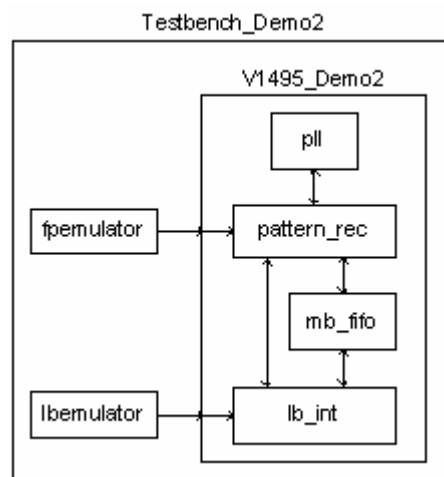 Testbench_Demo2
V1495_Demo2
pll
fpemulator
pattern_rec
mb_fifo
lbemulator
lb_int